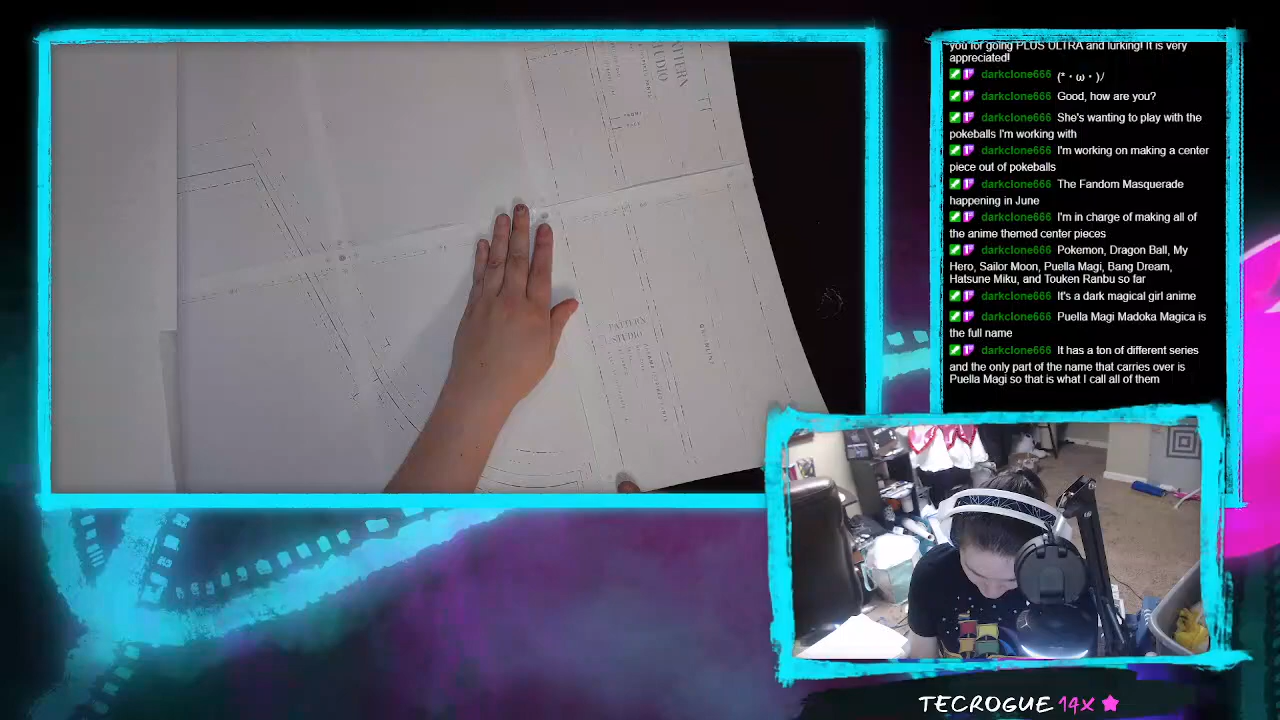 PATTERN
STUDIO
PATTERN
STUDIO
you for going PLUS ULTRA and lurking! It is very
appreciated!
darkclone666 (*・ω・)ﾉ
darkclone666 Good, how are you?
darkclone666 She's wanting to play with the
pokeballs I'm working with
darkclone666 I'm working on making a center
piece out of pokeballs
darkclone666 The Fandom Masquerade
happening in June
darkclone666 I'm in charge of making all of
the anime themed center pieces
darkclone666 Pokemon, Dragon Ball, My
Hero, Sailor Moon, Puella Magi, Bang Dream,
Hatsune Miku, and Touken Ranbu so far
darkclone666 It's a dark magical girl anime
darkclone666 Puella Magi Madoka Magica is
the full name
darkclone666 It has a ton of different series
and the only part of the name that carries over is
Puella Magi so that is what I call all of them
TECROGUE 14X